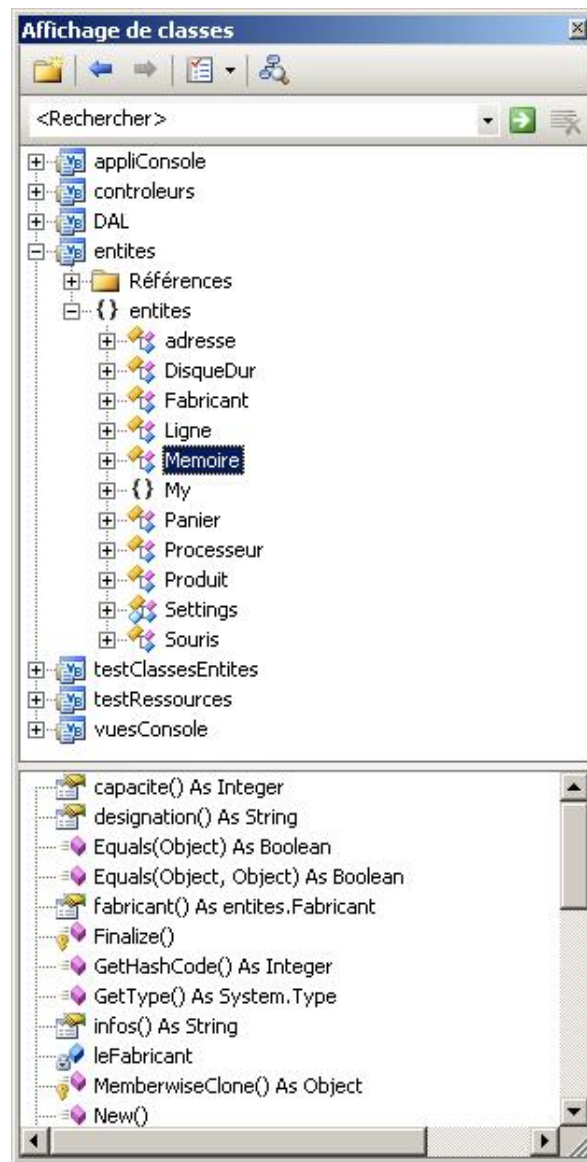 Affichage de classes
<Rechercher>
appliConsole
controleurs
DAL
entites
Références
{} entites
adresse
DisqueDur
Fabricant
Ligne
Memoire
{} My
Panier
Processeur
Produit
Settings
Souris
testClassesEntites
testRessources
vuesConsole
capacite() As Integer
designation() As String
Equals(Object) As Boolean
Equals(Object, Object) As Boolean
fabricant() As entites.Fabricant
Finalize()
GetHashCode() As Integer
GetType() As System.Type
infos() As String
leFabricant
MemberwiseClone() As Object
New()